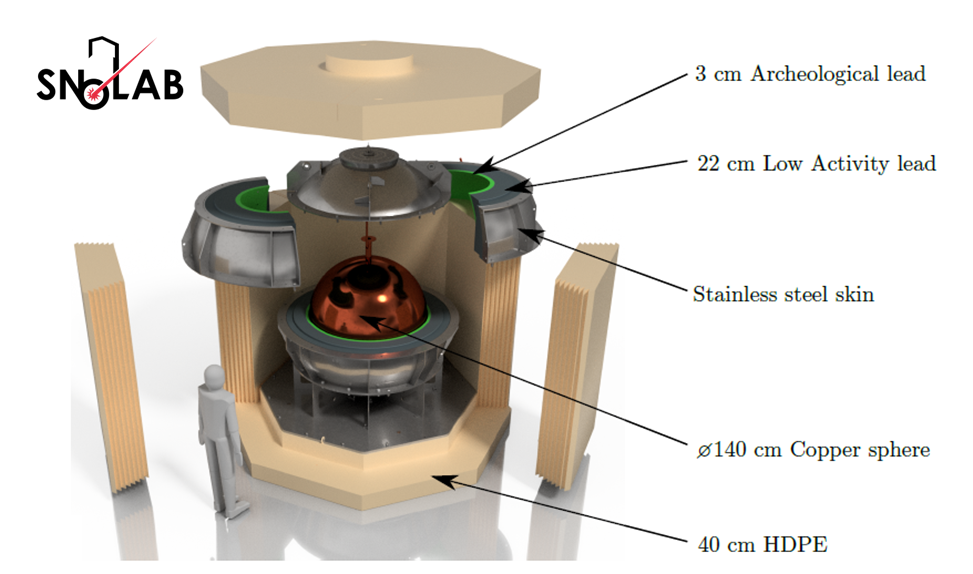 SNOLAB
3 cm Archeological lead
22 cm Low Activity lead
Stainless steel skin
⌀140 cm Copper sphere
40 cm HDPE